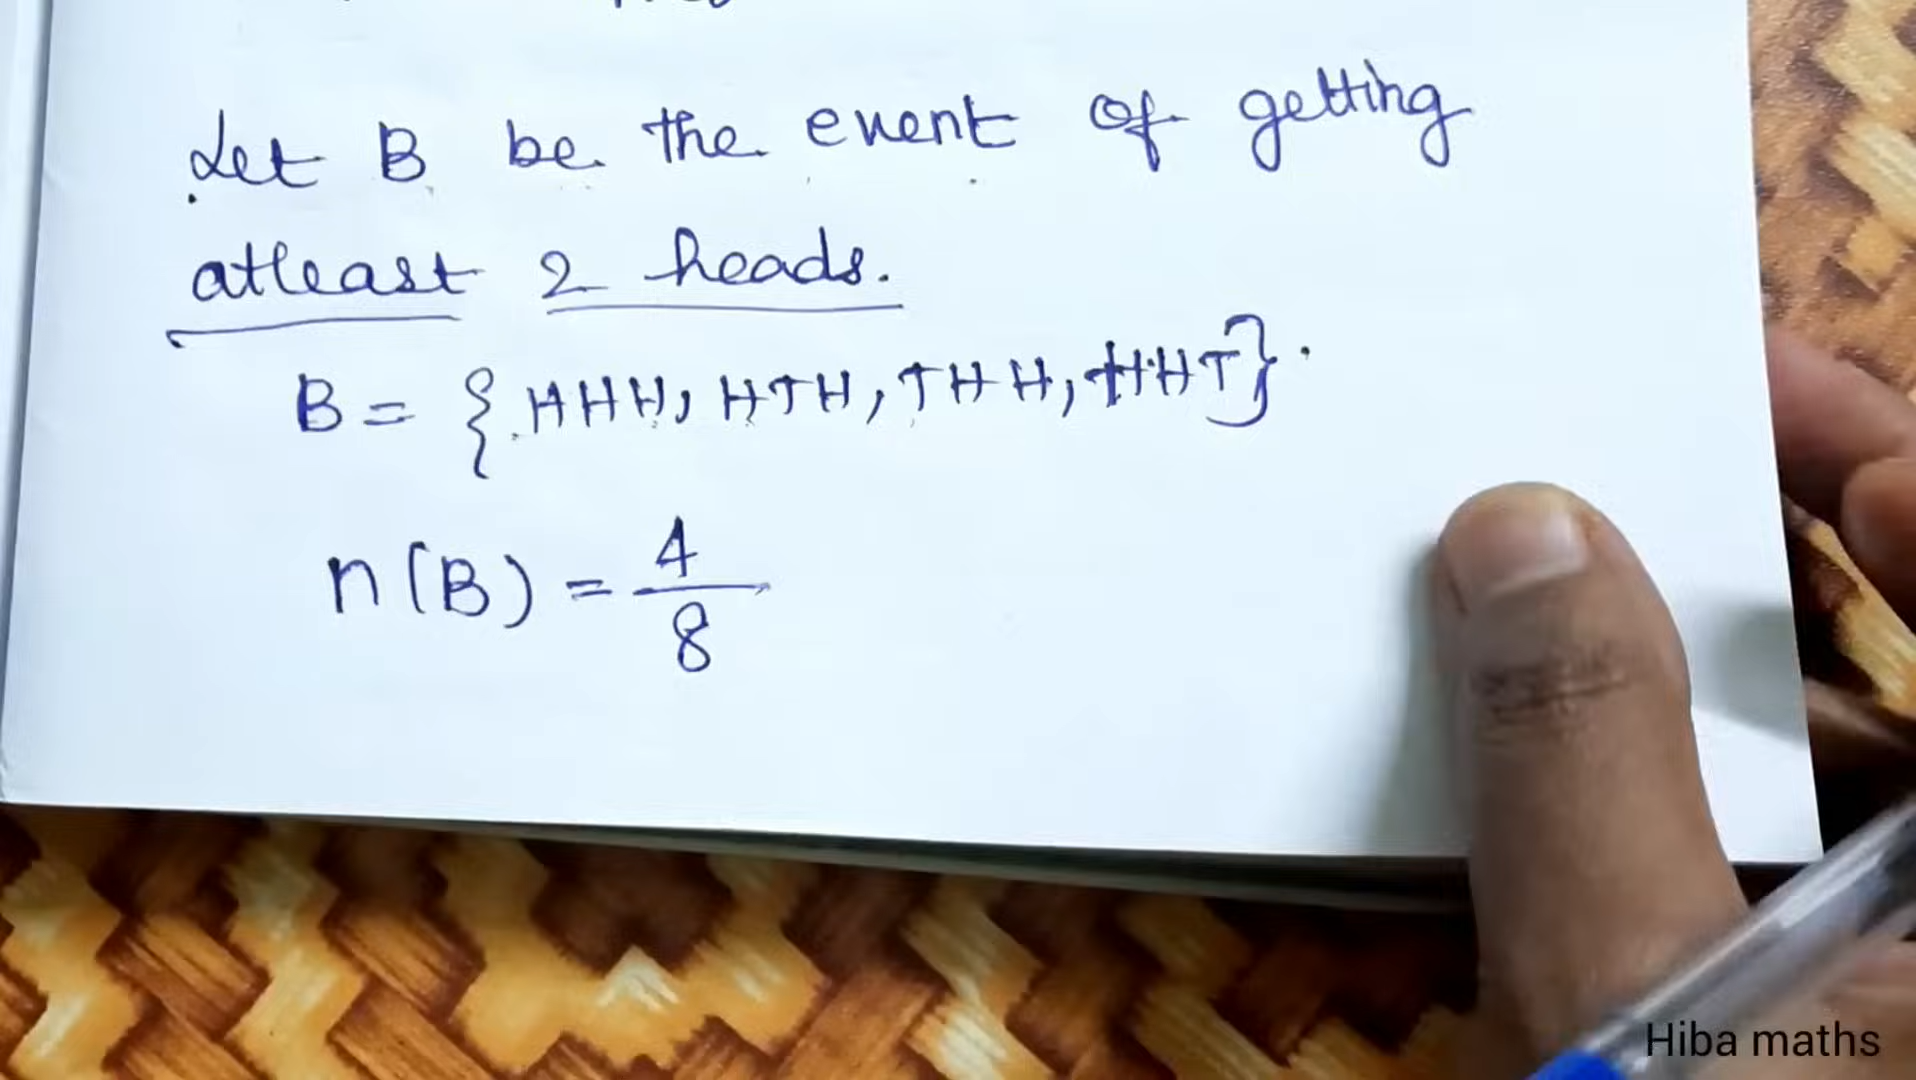 Let B be the event of getting
atleast 2 heads.
B = { HHH, HTH, THH, HHT}.
n(B) = 4/8
Hiba maths